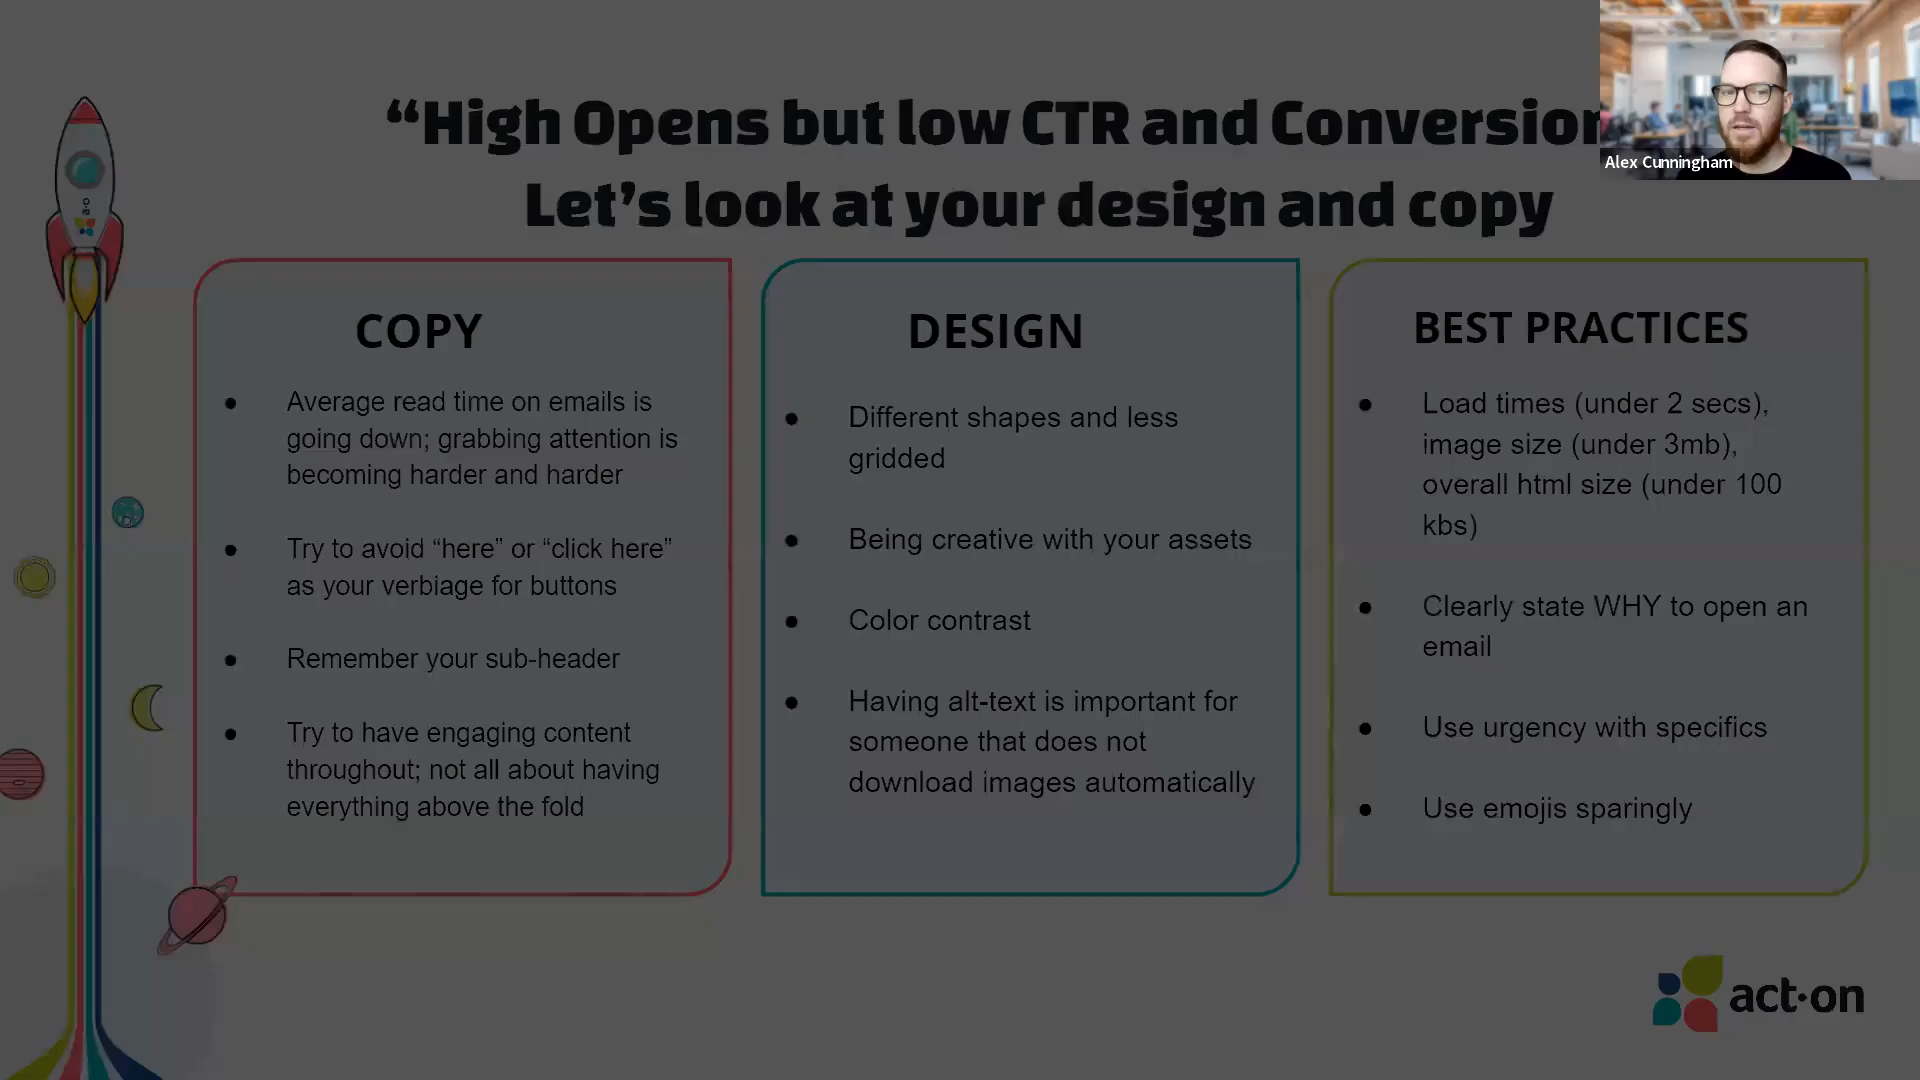 “High Opens but low CTR and Conversion
Let’s look at your design and copy
Alex Cunningham
a-o
COPY
● Average read time on emails is
going down; grabbing attention is
becoming harder and harder
● Try to avoid “here” or “click here”
as your verbiage for buttons
● Remember your sub-header
● Try to have engaging content
throughout; not all about having
everything above the fold
DESIGN
● Different shapes and less
gridded
● Being creative with your assets
● Color contrast
● Having alt-text is important for
someone that does not
download images automatically
BEST PRACTICES
● Load times (under 2 secs),
image size (under 3mb),
overall html size (under 100
kbs)
● Clearly state WHY to open an
email
● Use urgency with specifics
● Use emojis sparingly
act-on